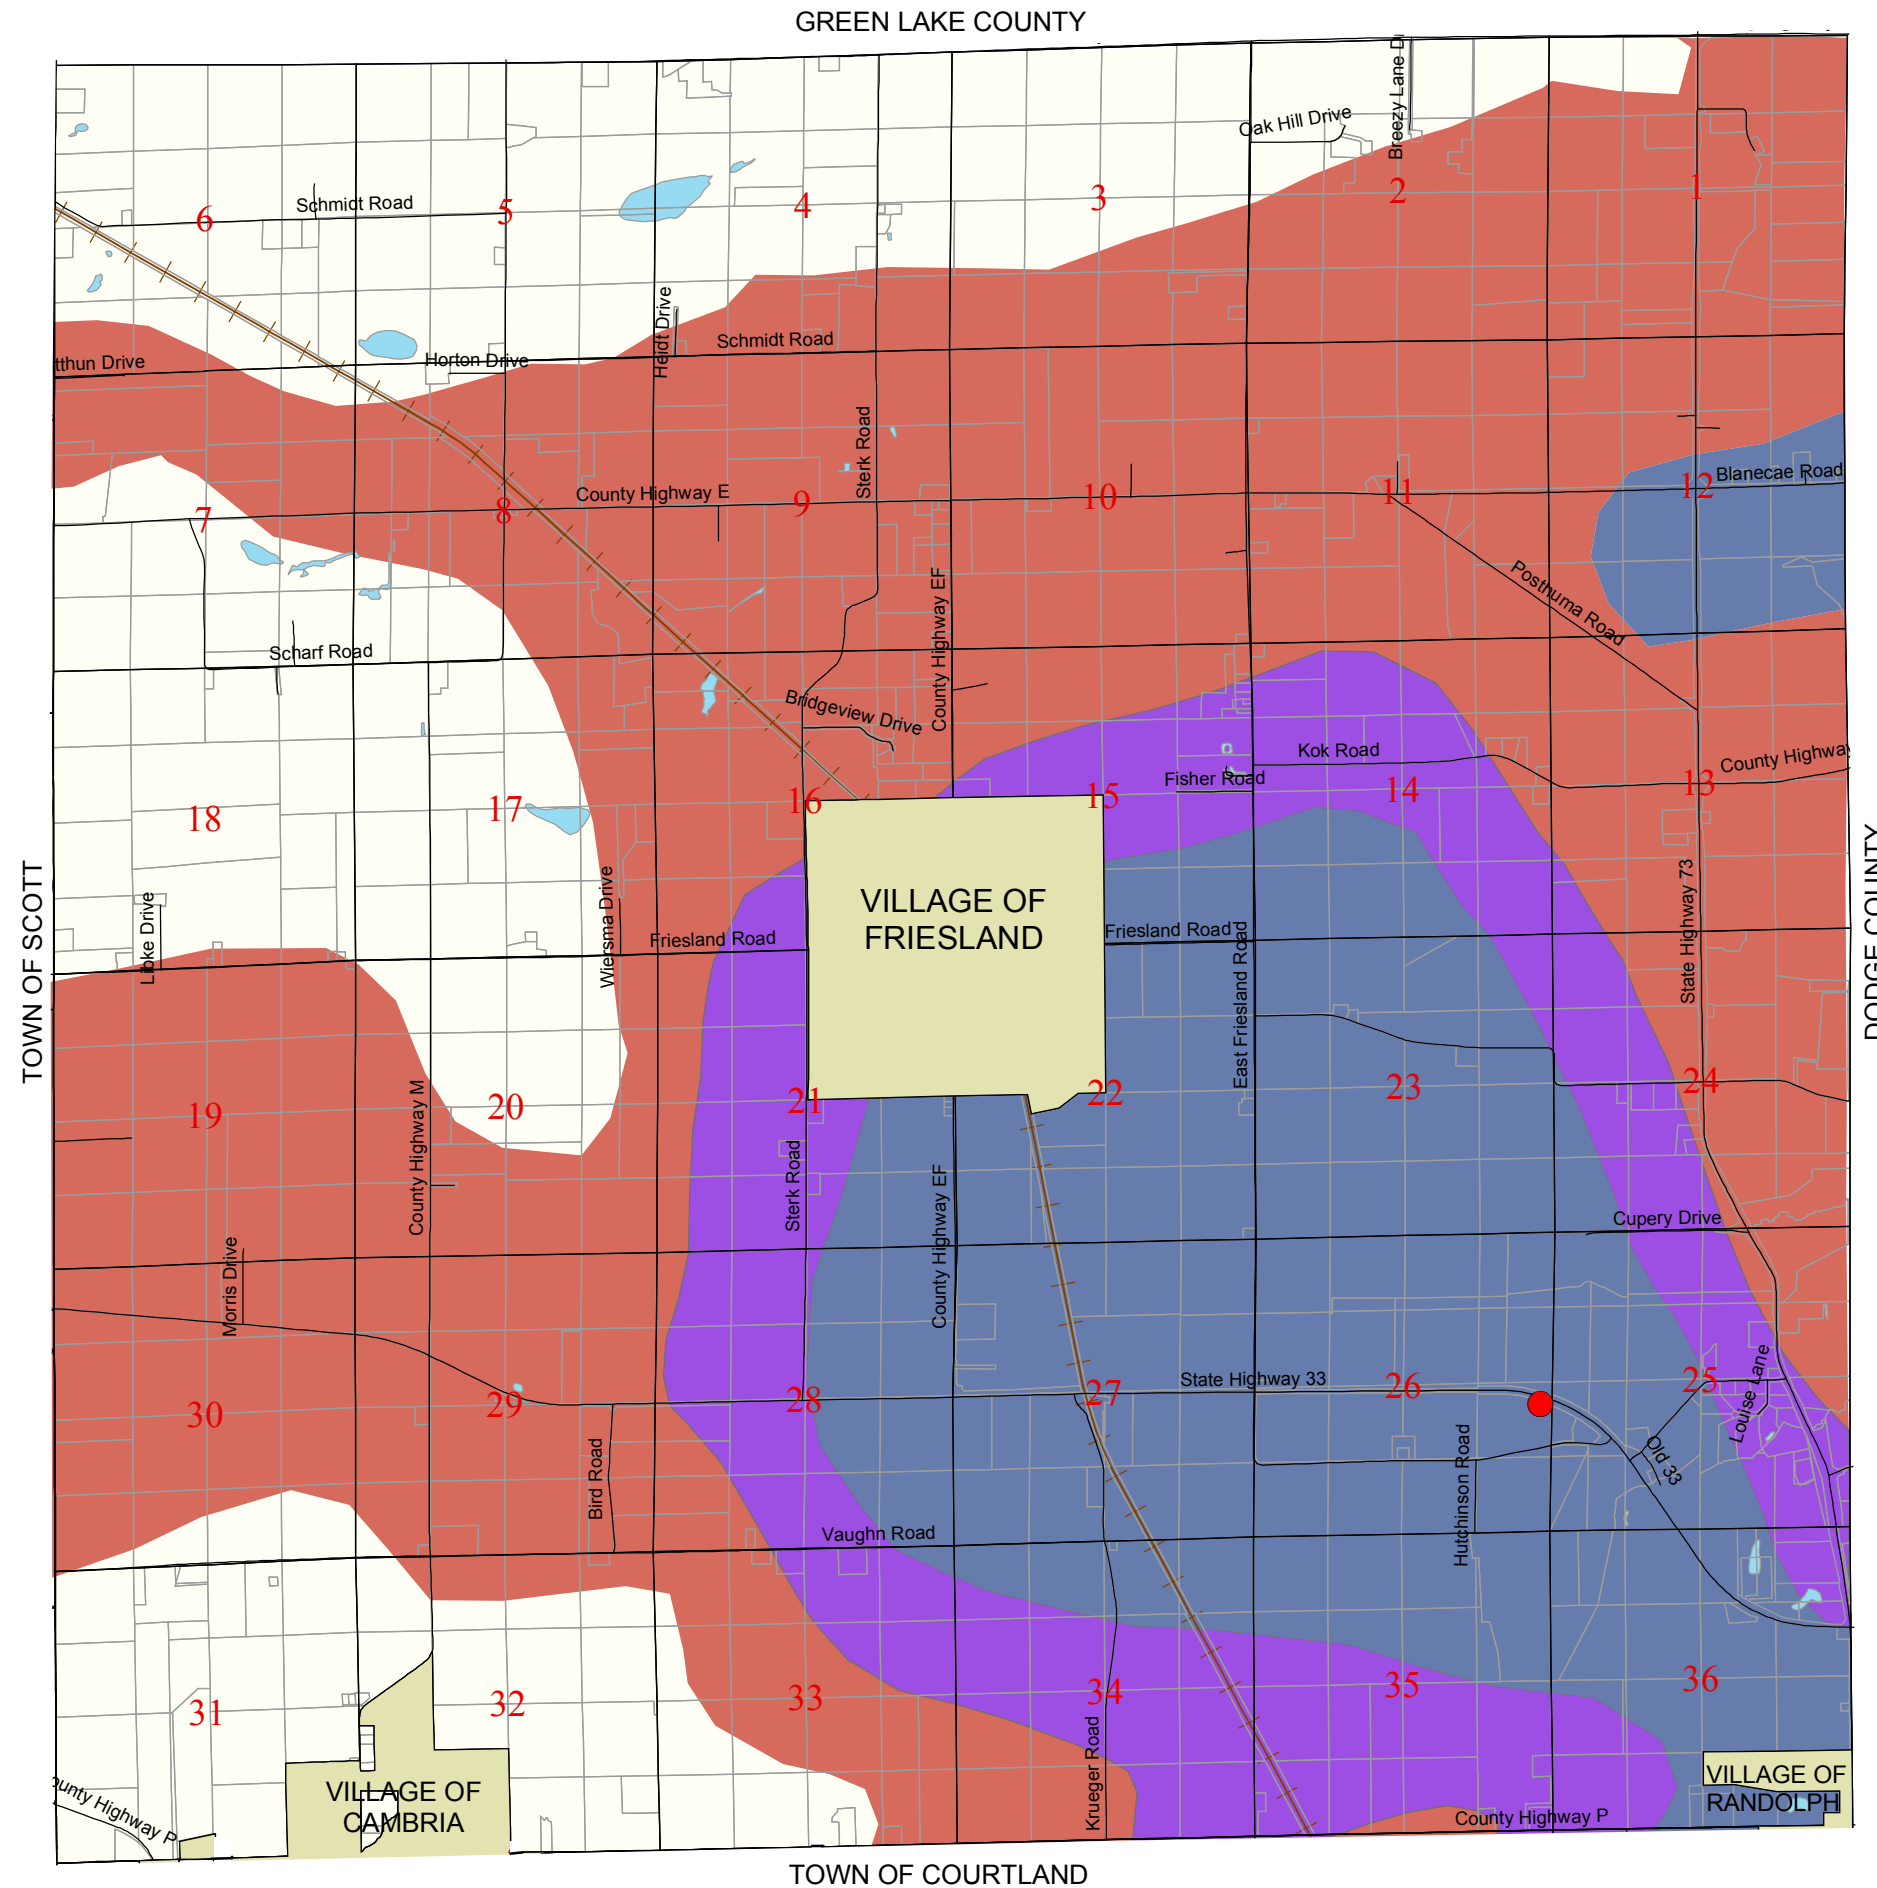 GREEN LAKE COUNTY
Breezy Lane D
Oak Hill Drive
6
Schmidt Road
5
4
3
2
1
Heidt Drive
Schmidt Road
tthun Drive
Horton Drive
Sterk Road
7
8
County Highway E
9
10
11
12
Blanecae Road
Posthuma Road
Scharf Road
County Highway EF
Bridgeview Drive
Kok Road
County Highwa
Fisher Road
18
17
16
15
14
13
VILLAGE OF
FRIESLAND
TOWN OF SCOTT
DODGE COUNTY
Libke Drive
Wiersma Drive
Friesland Road
Friesland Road
East Friesland Road
State Highway 73
19
20
21
22
23
24
County Highway M
Sterk Road
County Highway EF
Cupery Drive
Morris Drive
State Highway 33
30
29
28
27
26
25
Louise Lane
Bird Road
Hutchinson Road
Old 33
Vaughn Road
31
32
33
34
35
36
Krueger Road
ounty Highway P
VILLAGE OF
CAMBRIA
County Highway P
VILLAGE OF
RANDOLPH
TOWN OF COURTLAND